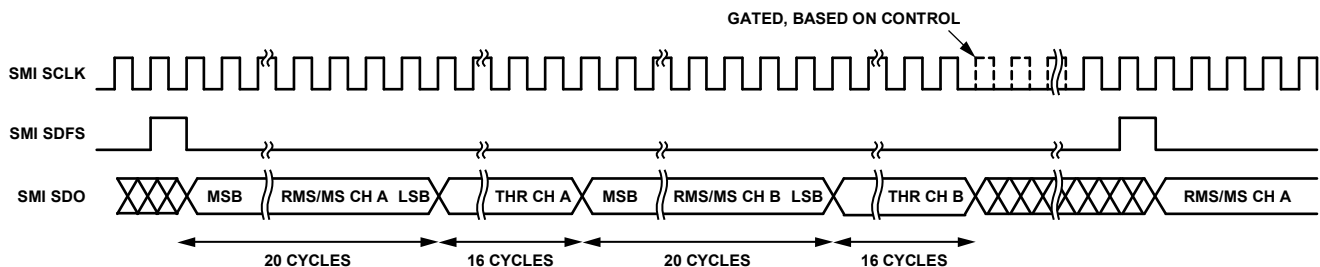 GATED, BASED ON CONTROL
SMI SCLK
SMI SDFS
SMI SDO
MSB RMS/MS CH A LSB THR CH A MSB RMS/MS CH B LSB THR CH B RMS/MS CH A
20 CYCLES 16 CYCLES 20 CYCLES 16 CYCLES